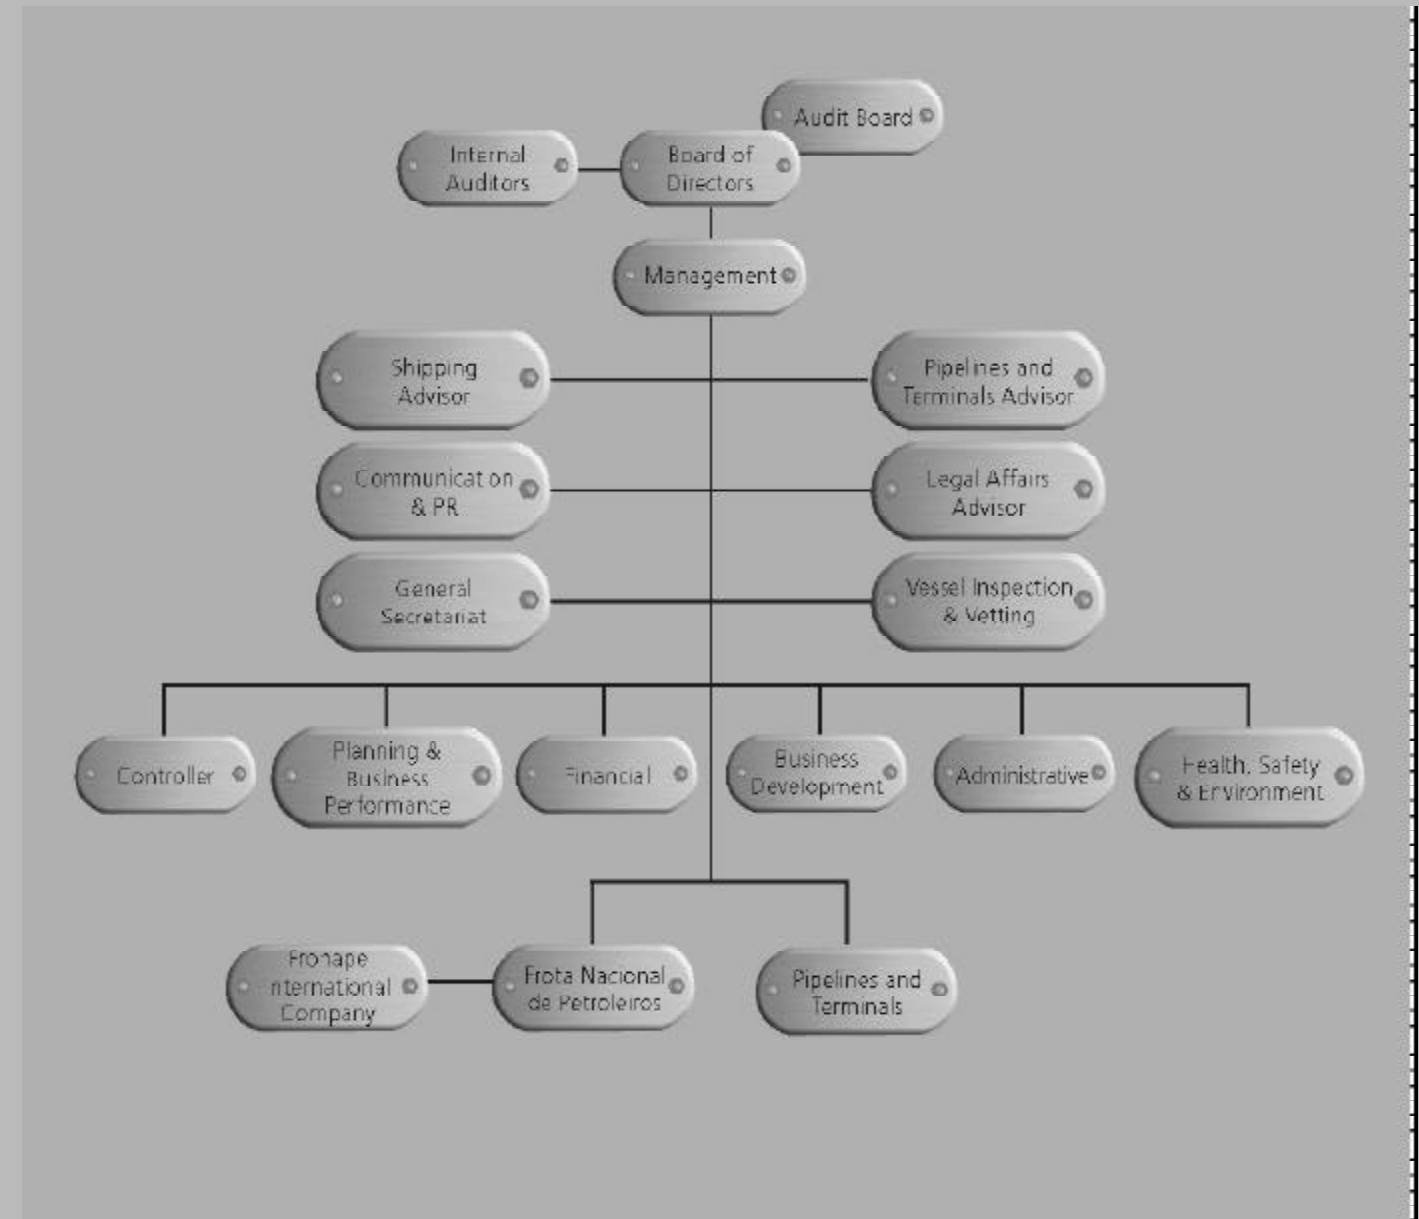 Audit Board
Internal
Auditors
Board of
Directors
Management
Shipping
Advisor
Pipelines and
Terminals Advisor
Communication
& PR
Legal Affairs
Advisor
General
Secretariat
Vessel Inspection
& Vetting
Controller
Planning &
Business
Performance
Financial
Business
Development
Administrative
Health, Safety
& Environment
Fronape
International
Company
Frota Nacional
de Petroleiros
Pipelines and
Terminals